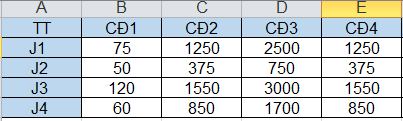 A B C D E
TT CĐ1 CĐ2 CĐ3 CĐ4
J1 75 1250 2500 1250
J2 50 375 750 375
J3 120 1550 3000 1550
J4 60 850 1700 850